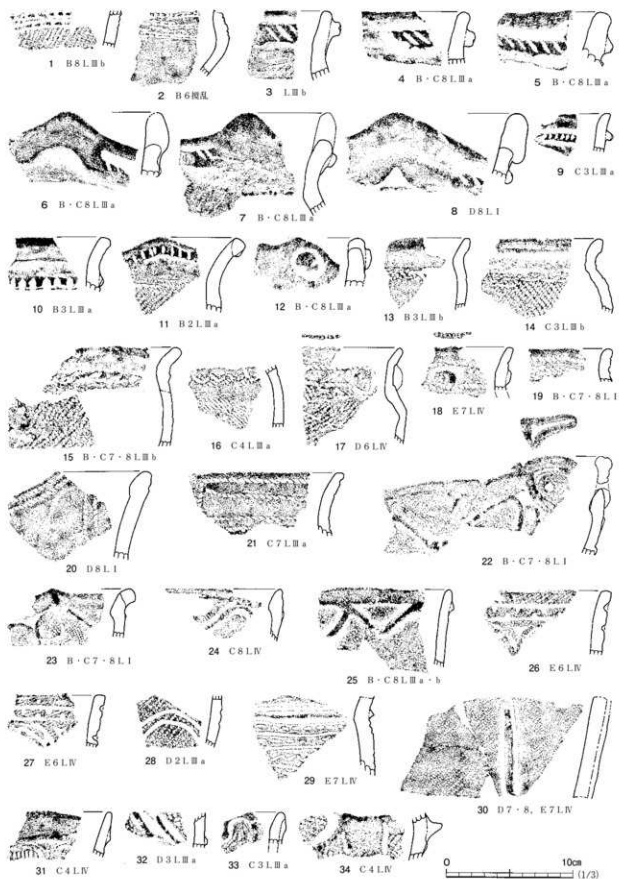 1 B8LⅢb
2 B6攪乱
3 LⅢb
4 B・C8LⅢa
5 B・C8LⅢa
6 B・C8LⅢa
7 B・C8LⅢa
8 D8LⅠ
9 C3LⅢa
10 B3LⅢa
11 B2LⅢa
12 B・C8LⅢa
13 B3LⅢb
14 C3LⅢb
15 B・C7・8LⅢb
16 C4LⅢa
17 D6LⅣ
18 E7LⅣ
19 B・C7・8LⅠ
20 D8LⅠ
21 C7LⅢa
22 B・C7・8LⅠ
23 B・C7・8LⅠ
24 C8LⅣ
25 B・C8LⅢa・b
26 E6LⅣ
27 E6LⅣ
28 D2LⅢa
29 E7LⅣ
30 D7・8, E7LⅣ
31 C4LⅣ
32 D3LⅢa
33 C3LⅢa
34 C4LⅣ
0 10cm
(1/3)